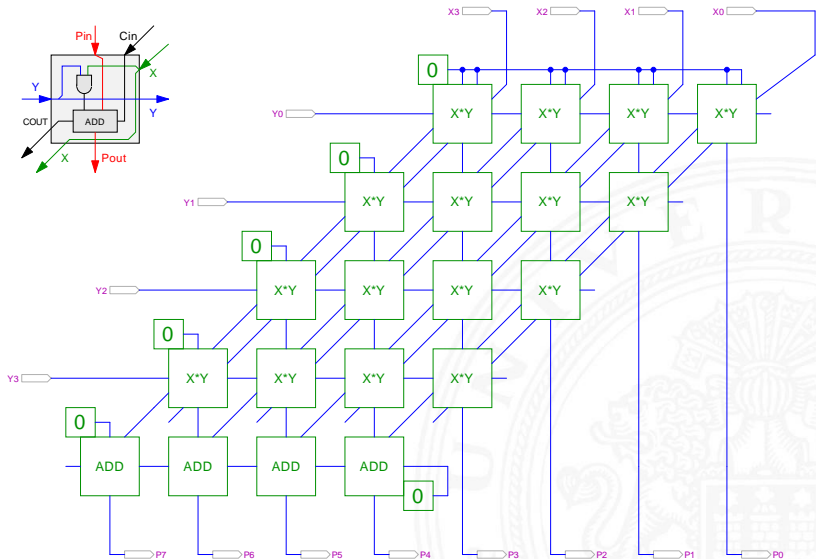 X3 X2 X1 X0
Pin Cin
X
Y
Y
ADD
COUT
X
Pout
0
Y0 X*Y X*Y X*Y X*Y
0
Y1 X*Y X*Y X*Y X*Y
0
Y2 X*Y X*Y X*Y X*Y
0
Y3 X*Y X*Y X*Y X*Y
0
ADD ADD ADD ADD
0
P7 P6 P5 P4 P3 P2 P1 P0